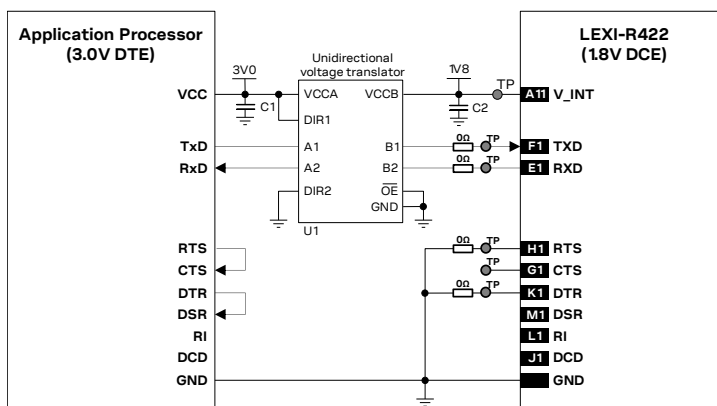 Application Processor
(3.0V DTE)
LEXI-R422
(1.8V DCE)
Unidirectional
voltage translator
3V0
1V8
TP
VCC
C1
VCCA
VCCB
C2
A11 V_INT
DIR1
0Ω TP
TxD
A1
B1
F1 TXD
0Ω TP
RxD
A2
B2
E1 RXD
DIR2
OE
GND
U1
0Ω TP
RTS
H1 RTS
TP
CTS
G1 CTS
0Ω TP
DTR
K1 DTR
DSR
M1 DSR
RI
L1 RI
DCD
J1 DCD
GND
GND